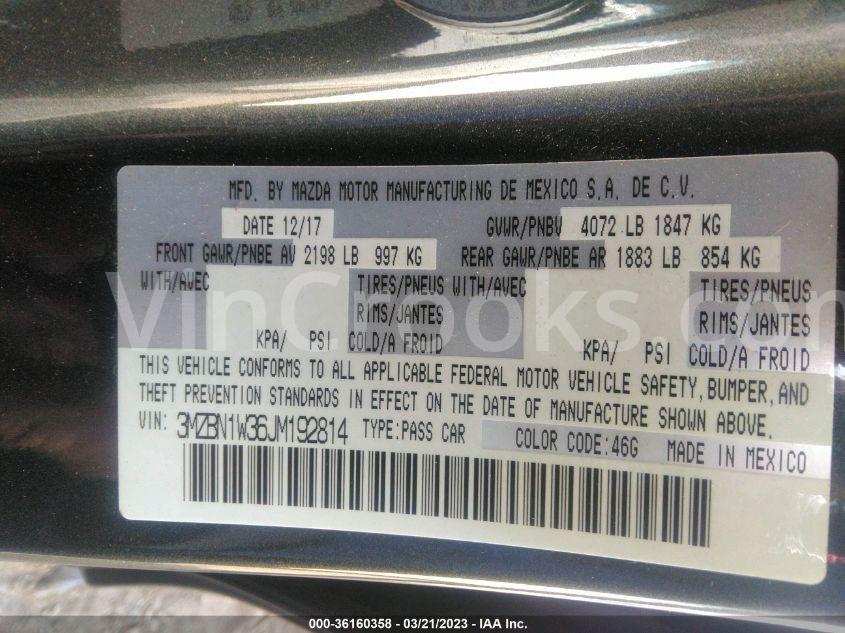 MFD. BY MAZDA MOTOR MANUFACTURING DE MEXICO S.A. DE C.V.
DATE 12/17 GVWR/PNBV 4072 LB 1847 KG
FRONT GAWR/PNBE AV 2198 LB 997 KG REAR GAWR/PNBE AR 1883 LB 854 KG
WITH/AVEC TIRES/PNEUS WITH/AVEC TIRES/PNEUS
RIMS/JANTES RIMS/JANTES
KPA/ PSI COLD/A FROID KPA/ PSI COLD/A FROID
VinCrooks.com
THIS VEHICLE CONFORMS TO ALL APPLICABLE FEDERAL MOTOR VEHICLE SAFETY, BUMPER, AND
THEFT PREVENTION STANDARDS IN EFFECT ON THE DATE OF MANUFACTURE SHOWN ABOVE.
VIN: 3MZBN1W36JM192814 TYPE:PASS CAR COLOR CODE:46G MADE IN MEXICO
000-36160358 - 03/21/2023 - IAA Inc.